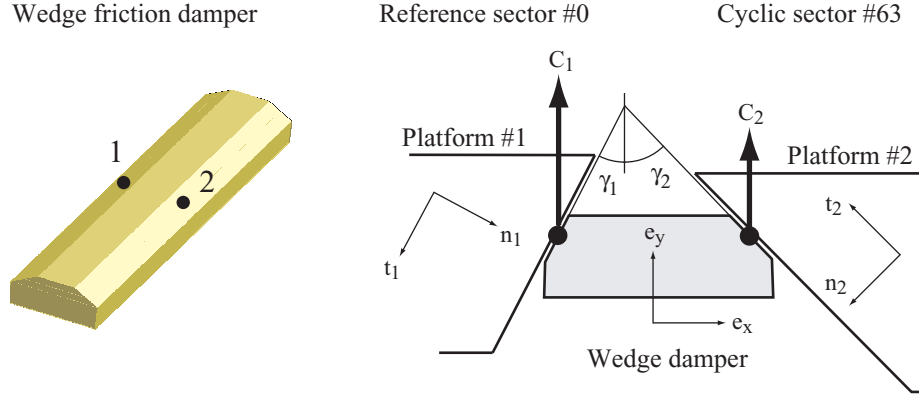 Wedge friction damper
Reference sector #0
Cyclic sector #63
1
2
C1
C2
Platform #1
Platform #2
γ1
γ2
n1
t1
t2
n2
ey
ex
Wedge damper